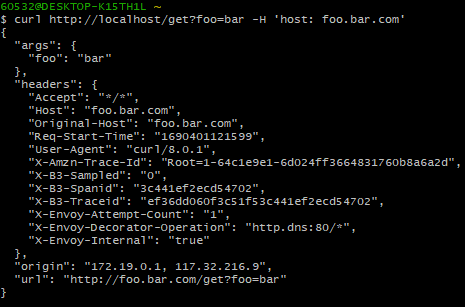 60532@DESKTOP-K15TH1L ~
$ curl http://localhost/get?foo=bar -H 'host: foo.bar.com'
{
  "args": {
    "foo": "bar"
  },
  "headers": {
    "Accept": "*/*",
    "Host": "foo.bar.com",
    "Original-Host": "foo.bar.com",
    "Req-Start-Time": "1690401121599",
    "User-Agent": "curl/8.0.1",
    "X-Amzn-Trace-Id": "Root=1-64c1e9e1-6d024ff3664831760b8a6a2d",
    "X-B3-Sampled": "0",
    "X-B3-Spanid": "3c441ef2ecd54702",
    "X-B3-Traceid": "ef36dd060f3c51f53c441ef2ecd54702",
    "X-Envoy-Attempt-Count": "1",
    "X-Envoy-Decorator-Operation": "http.dns:80/*",
    "X-Envoy-Internal": "true"
  },
  "origin": "172.19.0.1, 117.32.216.9",
  "url": "http://foo.bar.com/get?foo=bar"
}